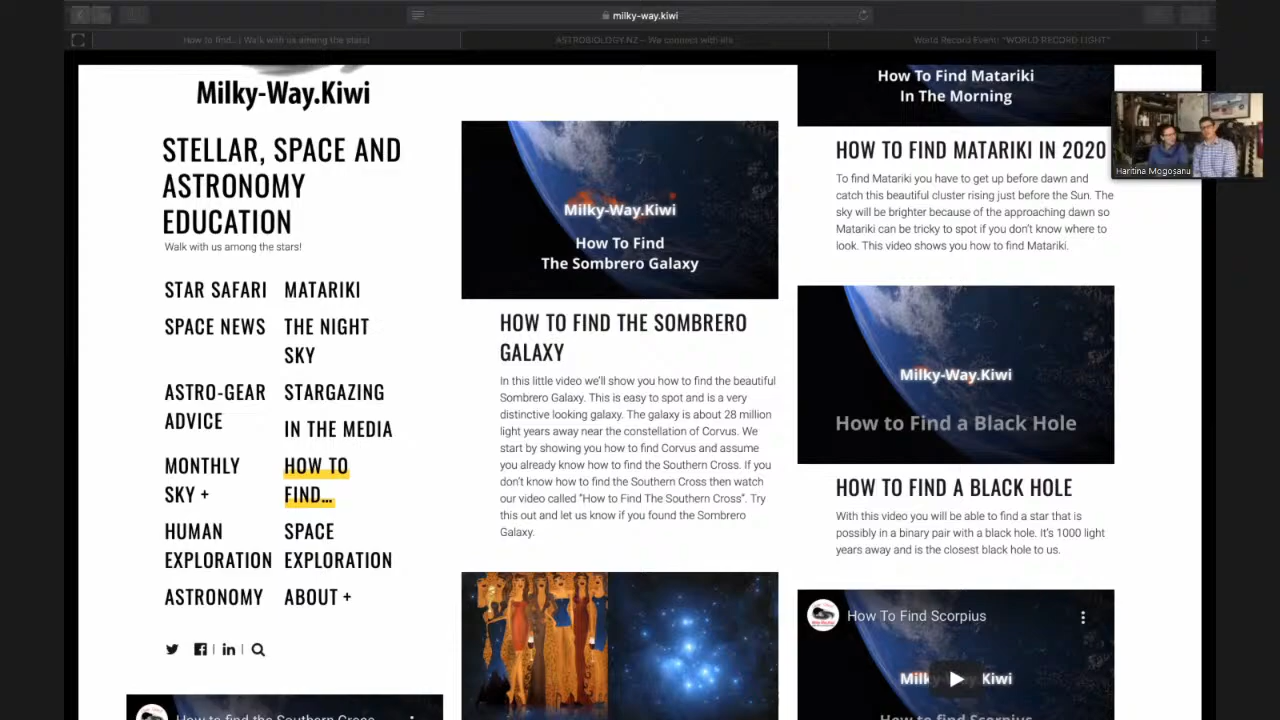 milky-way.kiwi
How to find... | Walk with us among the stars!
ASTROBIOLOGY.NZ – We connect with life
World Record Event: "WORLD RECORD LIGHT"
Milky-Way.Kiwi
STELLAR, SPACE AND
ASTRONOMY
EDUCATION
Walk with us among the stars!
STAR SAFARI
MATARIKI
SPACE NEWS
THE NIGHT
SKY
ASTRO-GEAR
ADVICE
STARGAZING
IN THE MEDIA
MONTHLY
SKY +
HOW TO
FIND...
HUMAN
EXPLORATION
SPACE
EXPLORATION
ASTRONOMY
ABOUT +
How to find the Southern Cross
Milky-Way.Kiwi
How To Find
The Sombrero Galaxy
HOW TO FIND THE SOMBRERO
GALAXY
In this little video we'll show you how to find the beautiful
Sombrero Galaxy. This is easy to spot and is a very
distinctive looking galaxy. The galaxy is about 28 million
light years away near the constellation of Corvus. We
start by showing you how to find Corvus and assume
you already know how to find the Southern Cross. If you
don't know how to find the Southern Cross then watch
our video called "How to Find The Southern Cross". Try
this out and let us know if you found the Sombrero
Galaxy.
How To Find Matariki
In The Morning
HOW TO FIND MATARIKI IN 2020
To find Matariki you have to get up before dawn and
catch this beautiful cluster rising just before the Sun. The
sky will be brighter because of the approaching dawn so
Matariki can be tricky to spot if you don't know where to
look. This video shows you how to find Matariki.
Milky-Way.Kiwi
How to Find a Black Hole
HOW TO FIND A BLACK HOLE
With this video you will be able to find a star that is
possibly in a binary pair with a black hole. It's 1000 light
years away and is the closest black hole to us.
How To Find Scorpius
Milky Kiwi
How to find Scorpius
Haritina Mogoșanu